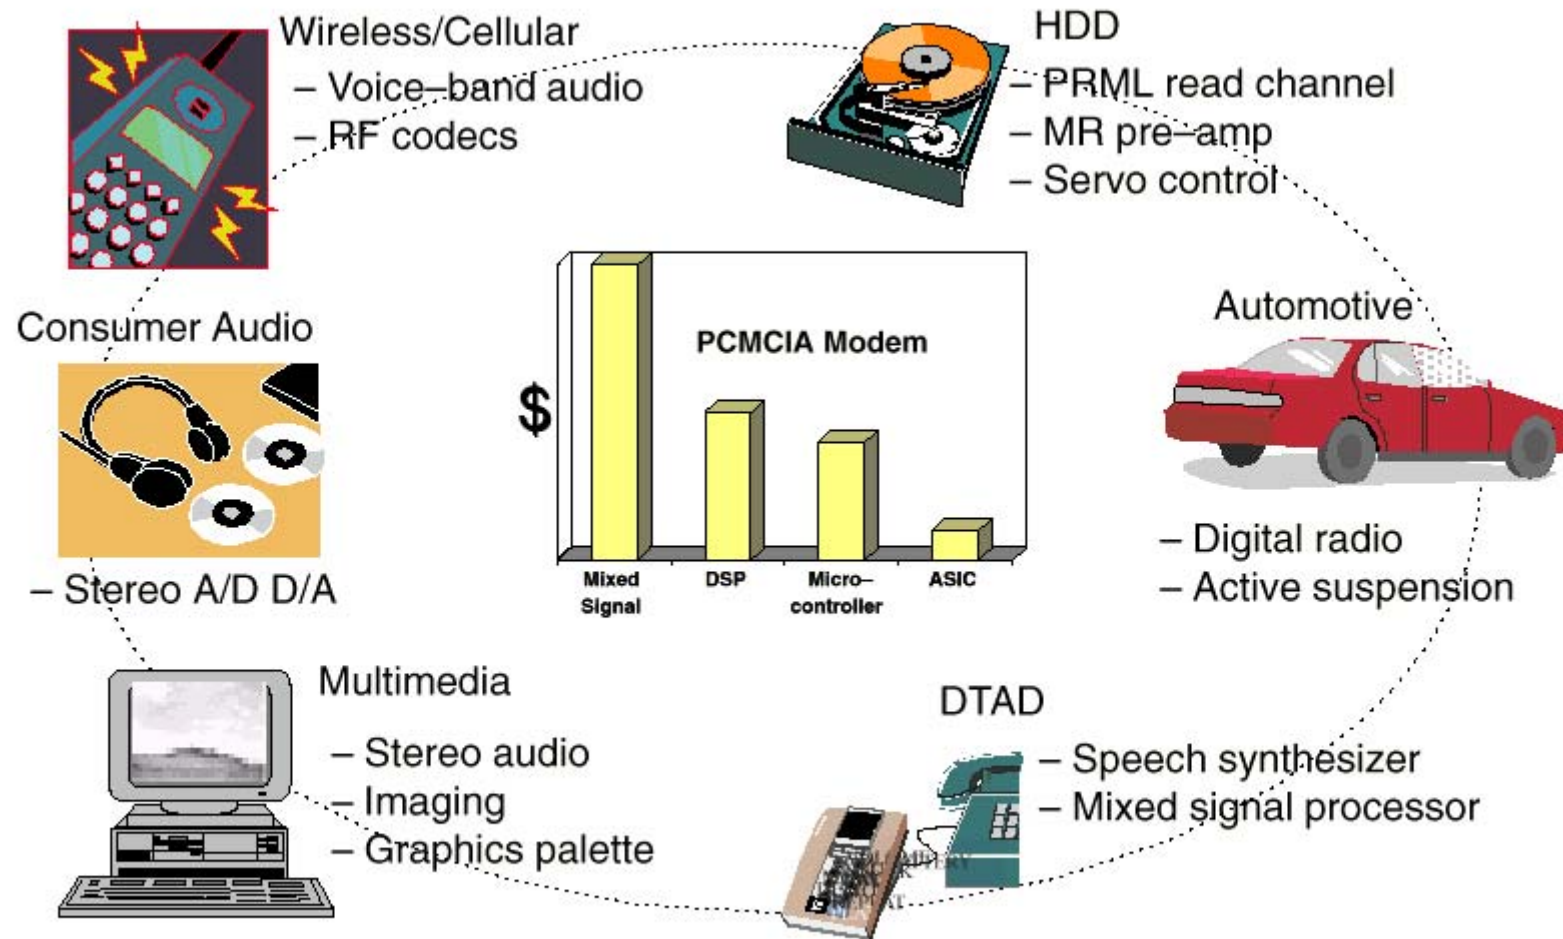 Wireless/Cellular
– Voice–band audio
– RF codecs
HDD
– PRML read channel
– MR pre–amp
– Servo control
Consumer Audio
– Stereo A/D D/A
PCMCIA Modem
$
Mixed
Signal
DSP
Micro–
controller
ASIC
Automotive
– Digital radio
– Active suspension
Multimedia
– Stereo audio
– Imaging
– Graphics palette
DTAD
– Speech synthesizer
– Mixed signal processor